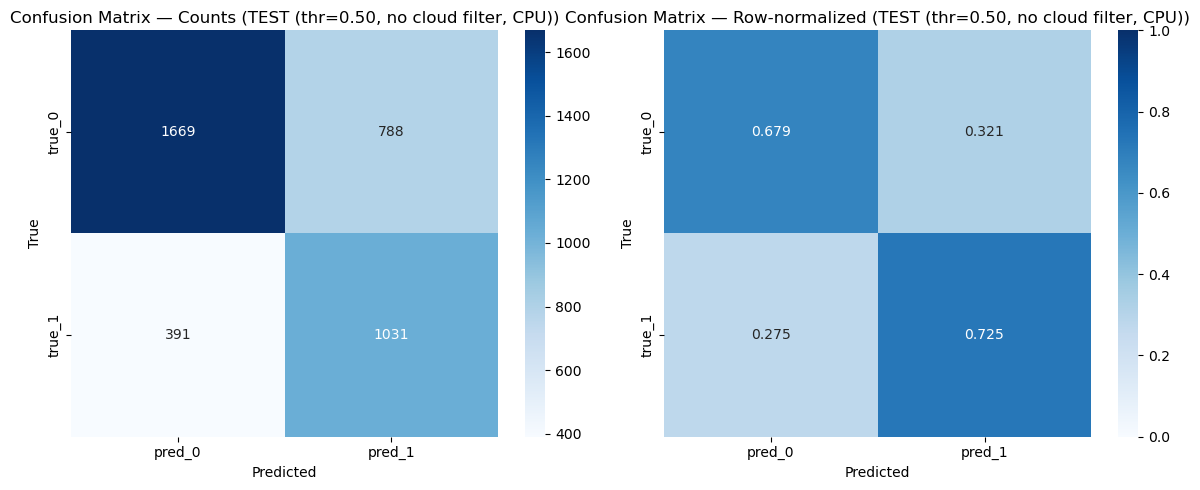 Confusion Matrix — Counts (TEST (thr=0.50, no cloud filter, CPU))
1669
788
391
1031
true_0
true_1
True
pred_0
pred_1
Predicted
1600
1400
1200
1000
800
600
400
Confusion Matrix — Row-normalized (TEST (thr=0.50, no cloud filter, CPU))
0.679
0.321
0.275
0.725
true_0
true_1
True
pred_0
pred_1
Predicted
1.0
0.8
0.6
0.4
0.2
0.0